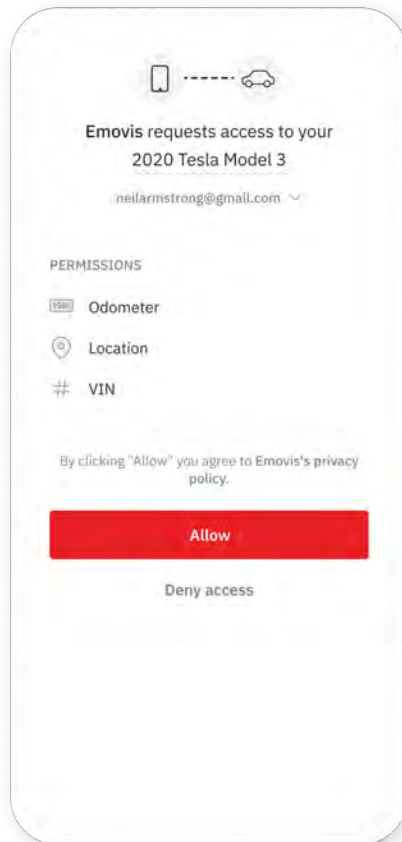 Emovis requests access to your
2020 Tesla Model 3
neilarmstrong@gmail.com
PERMISSIONS
Odometer
Location
VIN
By clicking "Allow" you agree to Emovis's privacy
policy.
Allow
Deny access